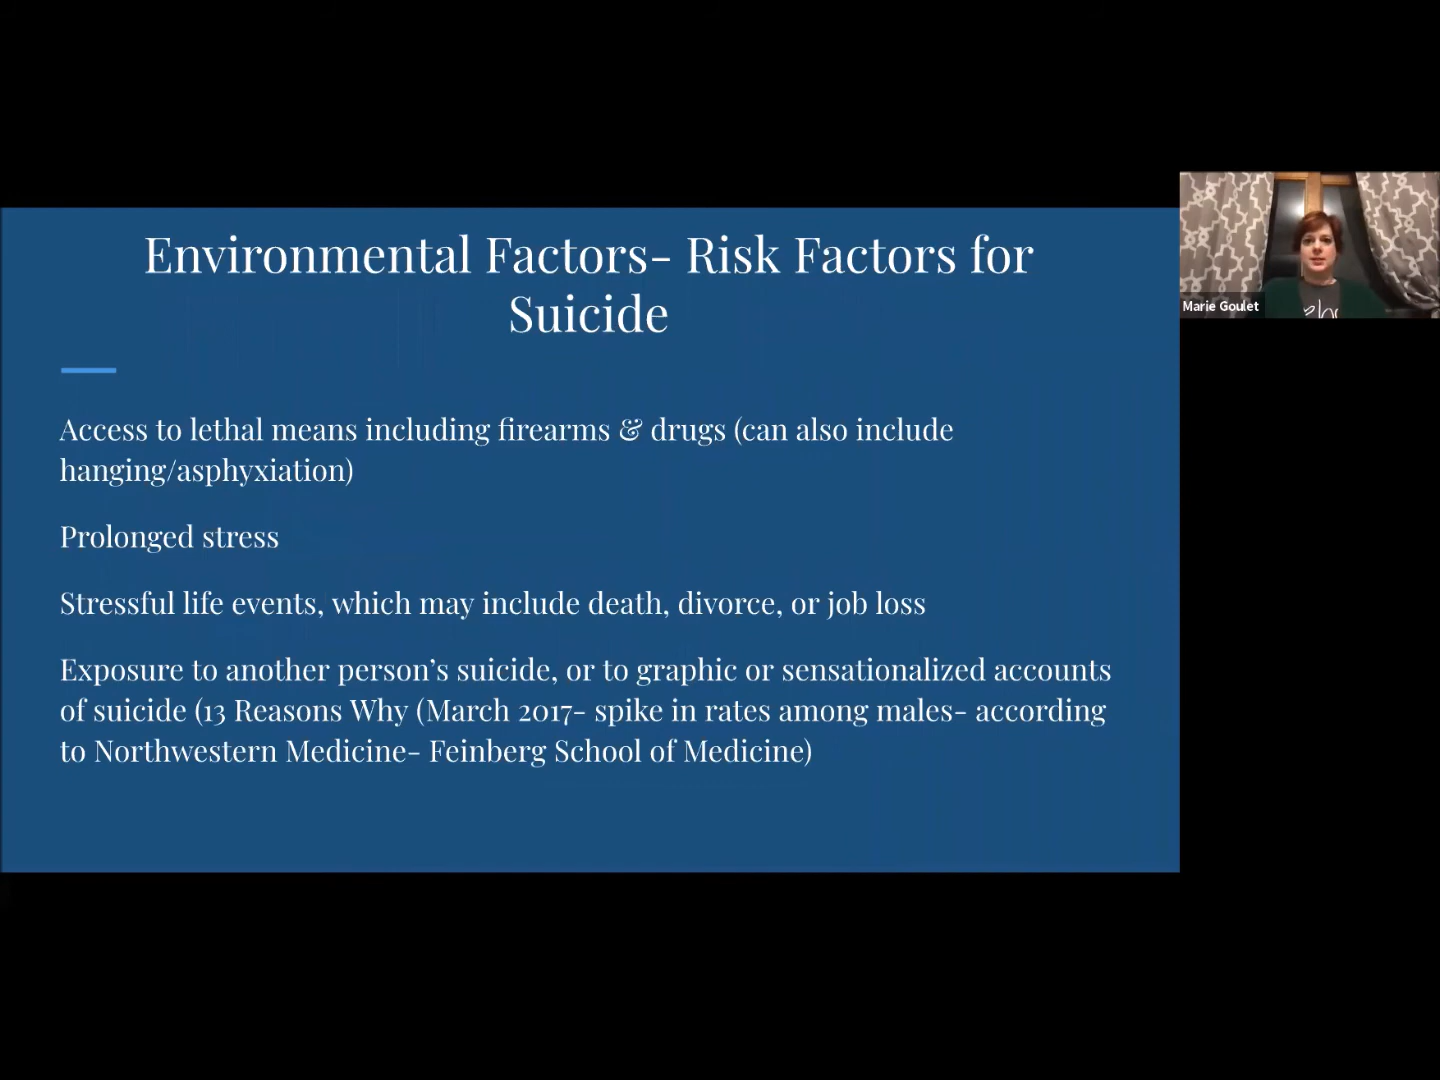 Environmental Factors- Risk Factors for
Suicide
Access to lethal means including firearms & drugs (can also include
hanging/asphyxiation)
Prolonged stress
Stressful life events, which may include death, divorce, or job loss
Exposure to another person’s suicide, or to graphic or sensationalized accounts
of suicide (13 Reasons Why (March 2017- spike in rates among males- according
to Northwestern Medicine- Feinberg School of Medicine)
Marie Goulet